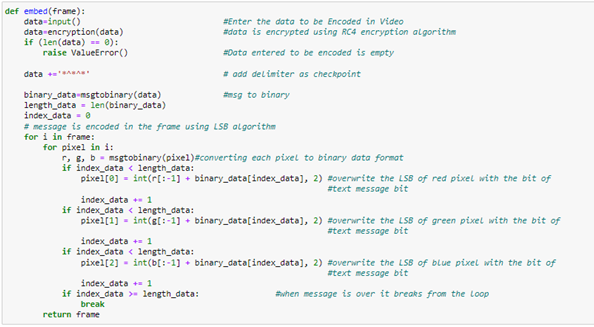 def embed(frame):
    data=input()                              #Enter the data to be Encoded in Video
    data=encryption(data)                     #data is encrypted using RC4 encryption algorithm
    if (len(data) == 0):
        raise ValueError()                    #Data entered to be encoded is empty

    data +='*^*^*'                            # add delimiter as checkpoint

    binary_data=msgtobinary(data)             #msg to binary
    length_data = len(binary_data)
    index_data = 0
    # message is encoded in the frame using LSB algorithm
    for i in frame:
        for pixel in i:
            r, g, b = msgtobinary(pixel)#converting each pixel to binary data format
            if index_data < length_data:
                pixel[0] = int(r[:-1] + binary_data[index_data], 2) #overwrite the LSB of red pixel with the bit of
                                                                    #text message bit
                index_data += 1
            if index_data < length_data:
                pixel[1] = int(g[:-1] + binary_data[index_data], 2) #overwrite the LSB of green pixel with the bit of
                                                                    #text message bit
                index_data += 1
            if index_data < length_data:
                pixel[2] = int(b[:-1] + binary_data[index_data], 2) #overwrite the LSB of blue pixel with the bit of
                                                                    #text message bit
                index_data += 1
            if index_data >= length_data:                #when message is over it breaks from the loop
                break
        return frame